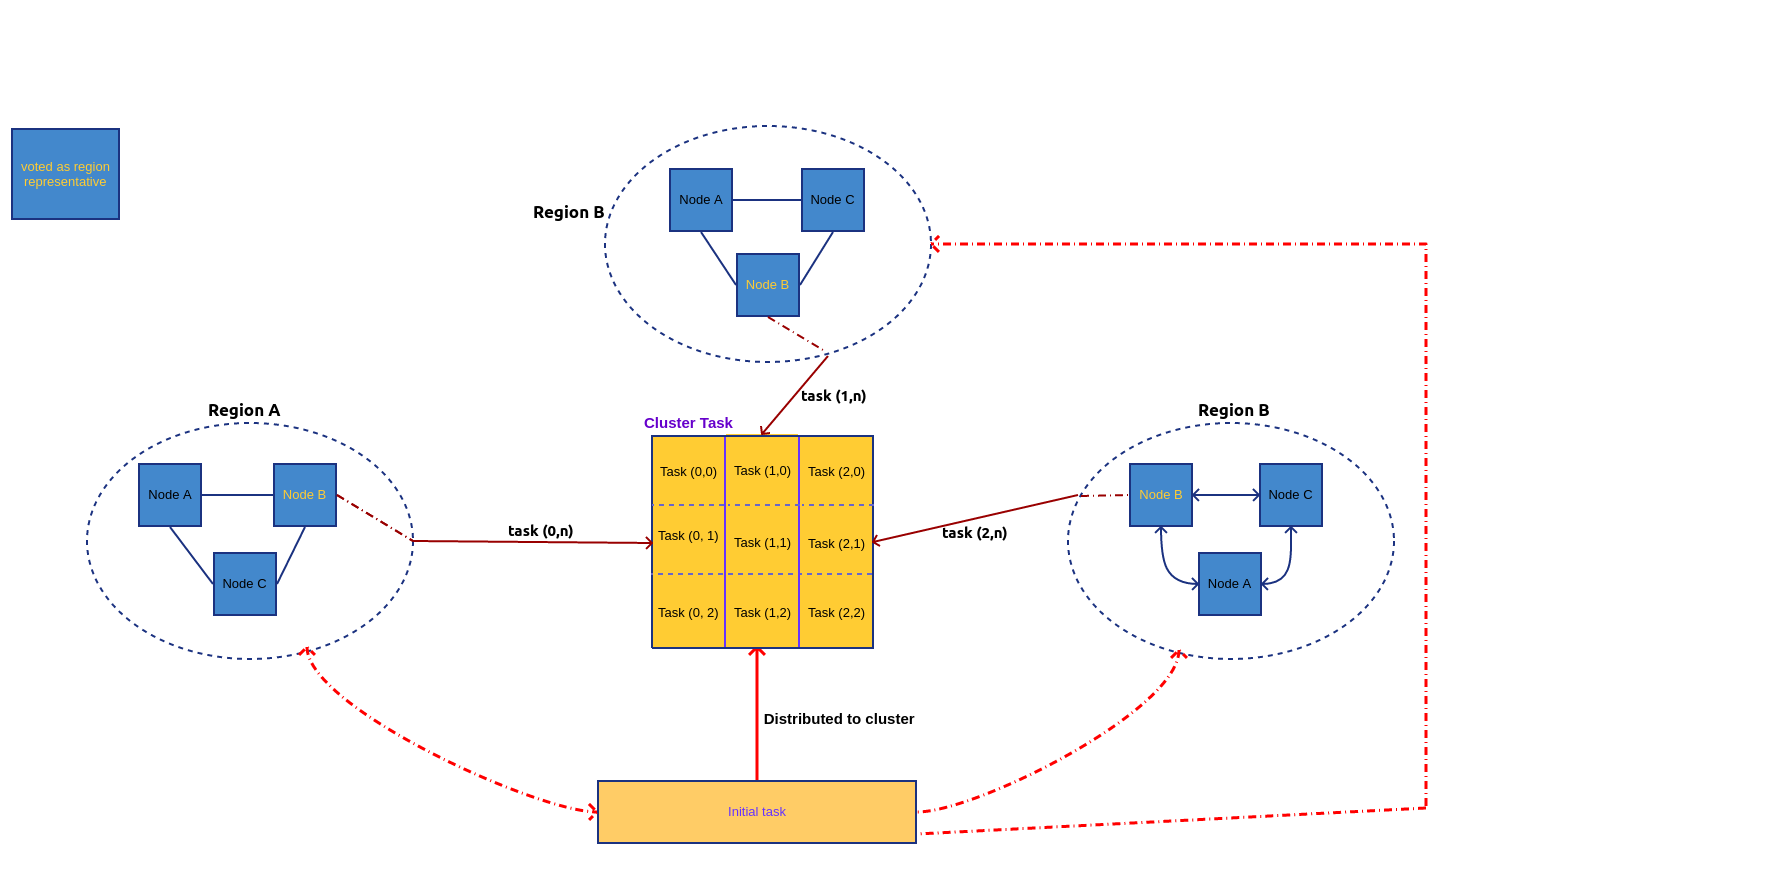 voted as region
representative
Region B
Node A
Node C
Node B
task (1,n)
Region A
Node A
Node B
Node C
task (0,n)
Cluster Task
Task (0,0)
Task (1,0)
Task (2,0)
Task (0, 1)
Task (1,1)
Task (2,1)
Task (0, 2)
Task (1,2)
Task (2,2)
task (2,n)
Region B
Node B
Node C
Node A
Distributed to cluster
Initial task